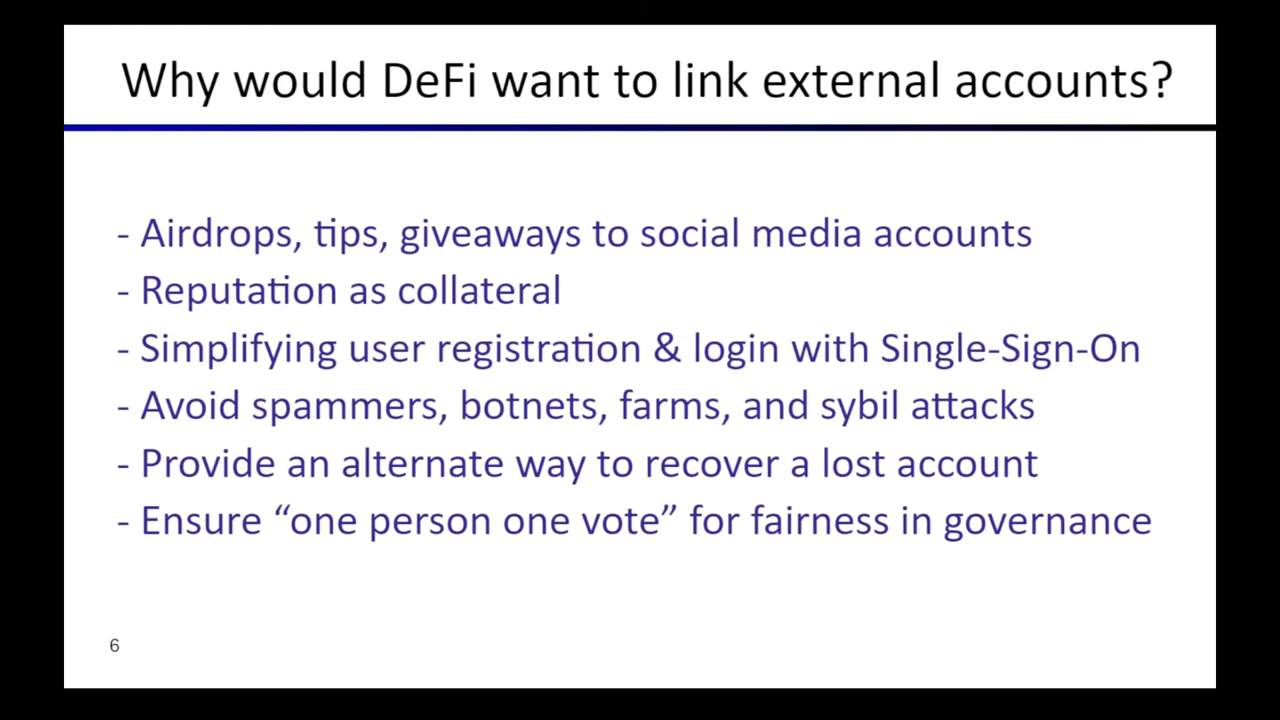 Why would DeFi want to link external accounts?
- Airdrops, tips, giveaways to social media accounts
- Reputation as collateral
- Simplifying user registration & login with Single-Sign-On
- Avoid spammers, botnets, farms, and sybil attacks
- Provide an alternate way to recover a lost account
- Ensure “one person one vote” for fairness in governance
6